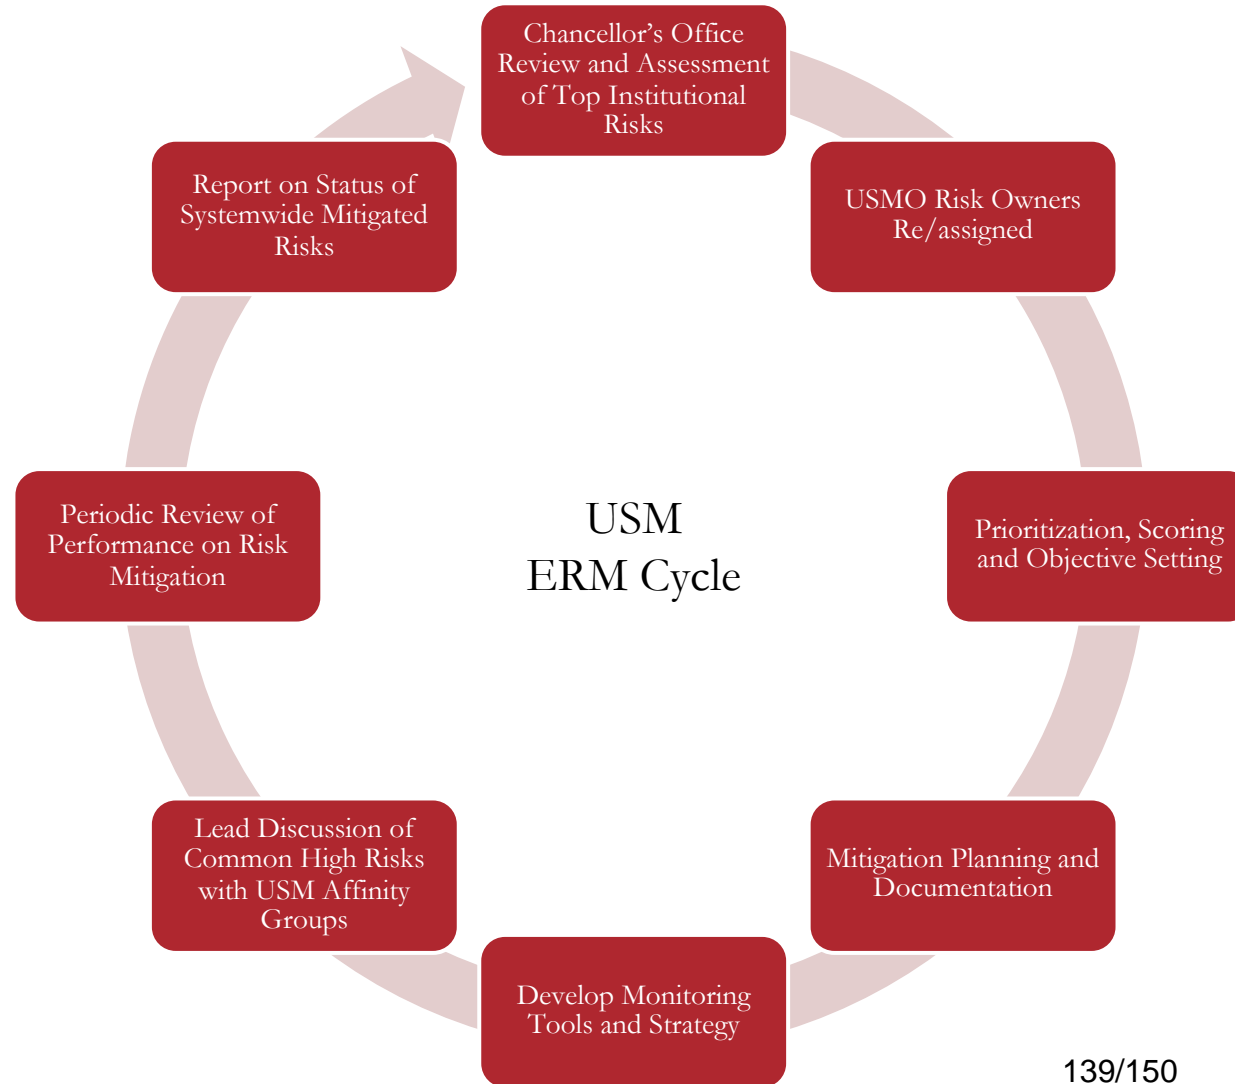 Chancellor's Office
Review and Assessment
of Top Institutional
Risks
USMO Risk Owners
Re/assigned
Prioritization, Scoring
and Objective Setting
Mitigation Planning and
Documentation
Develop Monitoring
Tools and Strategy
Lead Discussion of
Common High Risks
with USM Affinity
Groups
Periodic Review of
Performance on Risk
Mitigation
Report on Status of
Systemwide Mitigated
Risks
USM
ERM Cycle
139/150